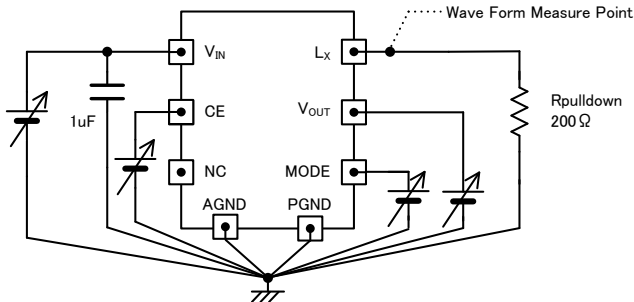 Wave Form Measure Point
VIN
LX
1uF
CE
VOUT
Rpulldown
200Ω
NC
MODE
AGND
PGND